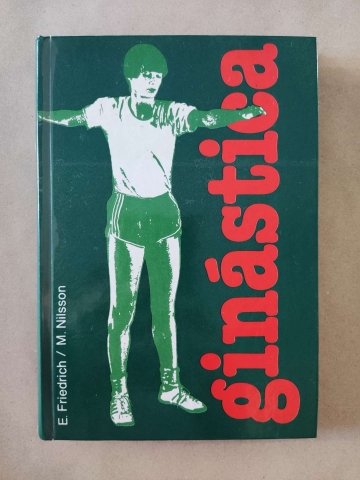 ginástica
E. Friedrich / M. Nilsson